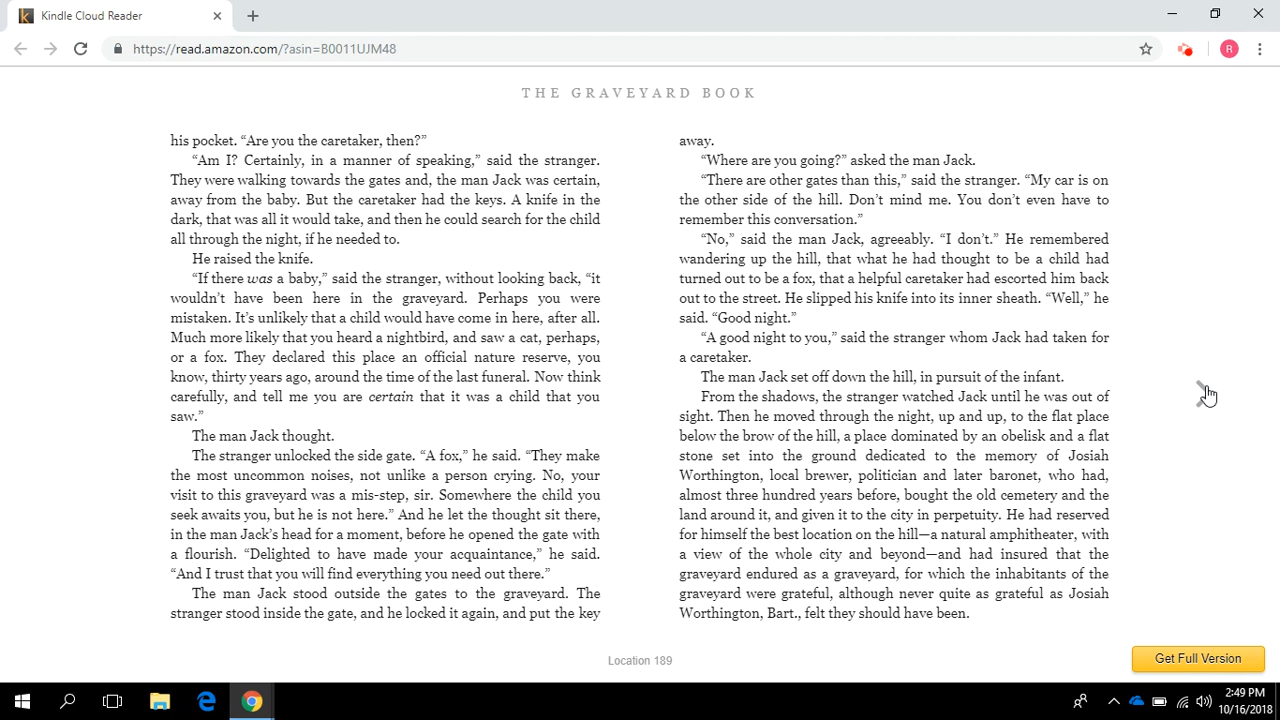 Kindle Cloud Reader
https://read.amazon.com/?asin=B0011UJM48
R
THE GRAVEYARD BOOK
his pocket. “Are you the caretaker, then?”
“Am I? Certainly, in a manner of speaking,” said the stranger.
They were walking towards the gates and, the man Jack was certain,
away from the baby. But the caretaker had the keys. A knife in the
dark, that was all it would take, and then he could search for the child
all through the night, if he needed to.
He raised the knife.
“If there was a baby,” said the stranger, without looking back, “it
wouldn’t have been here in the graveyard. Perhaps you were
mistaken. It’s unlikely that a child would have come in here, after all.
Much more likely that you heard a nightbird, and saw a cat, perhaps,
or a fox. They declared this place an official nature reserve, you
know, thirty years ago, around the time of the last funeral. Now think
carefully, and tell me you are certain that it was a child that you
saw.”
The man Jack thought.
The stranger unlocked the side gate. “A fox,” he said. “They make
the most uncommon noises, not unlike a person crying. No, your
visit to this graveyard was a mis-step, sir. Somewhere the child you
seek awaits you, but he is not here.” And he let the thought sit there,
in the man Jack’s head for a moment, before he opened the gate with
a flourish. “Delighted to have made your acquaintance,” he said.
“And I trust that you will find everything you need out there.”
The man Jack stood outside the gates to the graveyard. The
stranger stood inside the gate, and he locked it again, and put the key
away.
“Where are you going?” asked the man Jack.
“There are other gates than this,” said the stranger. “My car is on
the other side of the hill. Don’t mind me. You don’t even have to
remember this conversation.”
“No,” said the man Jack, agreeably. “I don’t.” He remembered
wandering up the hill, that what he had thought to be a child had
turned out to be a fox, that a helpful caretaker had escorted him back
out to the street. He slipped his knife into its inner sheath. “Well,” he
said. “Good night.”
“A good night to you,” said the stranger whom Jack had taken for
a caretaker.
The man Jack set off down the hill, in pursuit of the infant.
From the shadows, the stranger watched Jack until he was out of
sight. Then he moved through the night, up and up, to the flat place
below the brow of the hill, a place dominated by an obelisk and a flat
stone set into the ground dedicated to the memory of Josiah
Worthington, local brewer, politician and later baronet, who had,
almost three hundred years before, bought the old cemetery and the
land around it, and given it to the city in perpetuity. He had reserved
for himself the best location on the hill—a natural amphitheater, with
a view of the whole city and beyond—and had insured that the
graveyard endured as a graveyard, for which the inhabitants of the
graveyard were grateful, although never quite as grateful as Josiah
Worthington, Bart., felt they should have been.
Location 189
Get Full Version
2:49 PM
10/16/2018